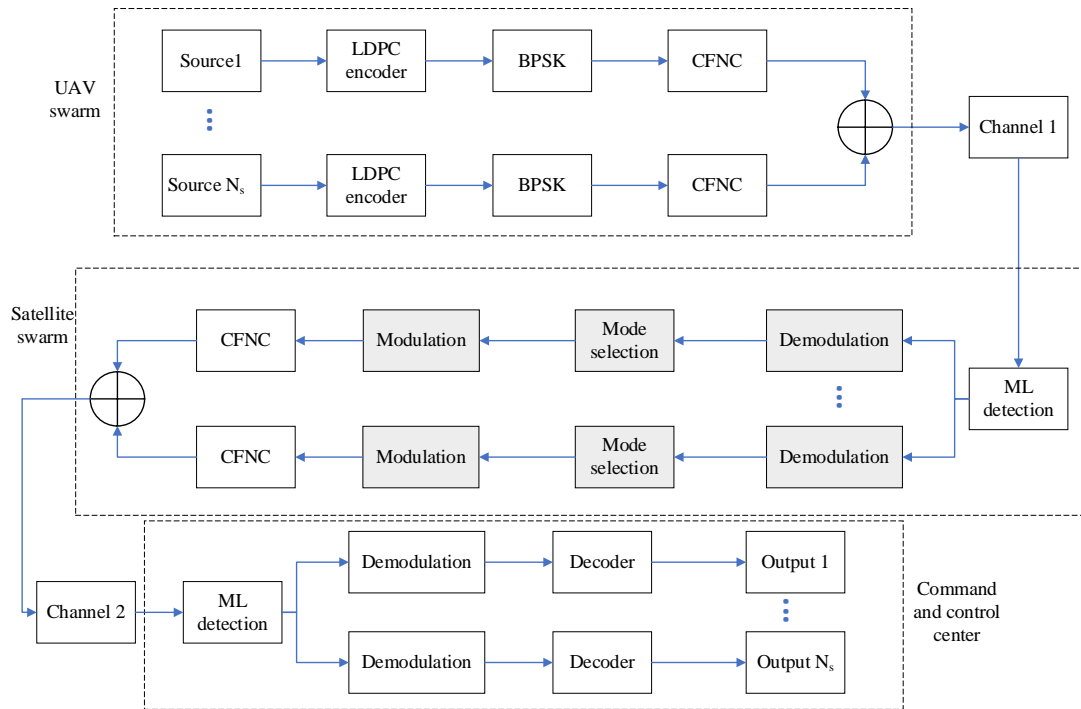 UAV
swarm
Source1
LDPC
encoder
BPSK
CFNC
Source Nₛ
LDPC
encoder
BPSK
CFNC
Channel 1
Satellite
swarm
CFNC
Modulation
Mode
selection
Demodulation
ML
detection
CFNC
Modulation
Mode
selection
Demodulation
Channel 2
ML
detection
Demodulation
Decoder
Output 1
Demodulation
Decoder
Output Nₛ
Command
and control
center